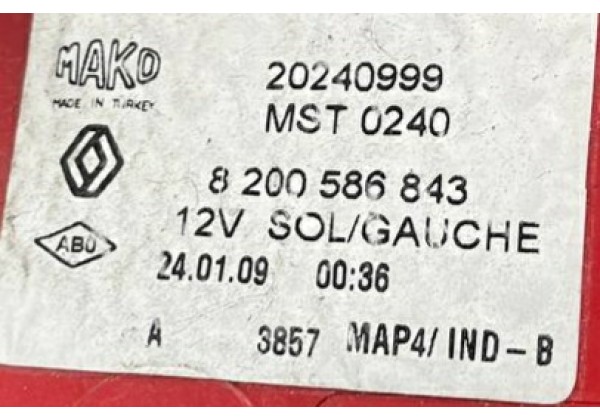 MAKO
MADE IN TURKEY
20240999
MST 0240
8 200 586 843
12V SOL/GAUCHE
ABU
24.01.09 00:36
A 3857 MAP4/ IND-B